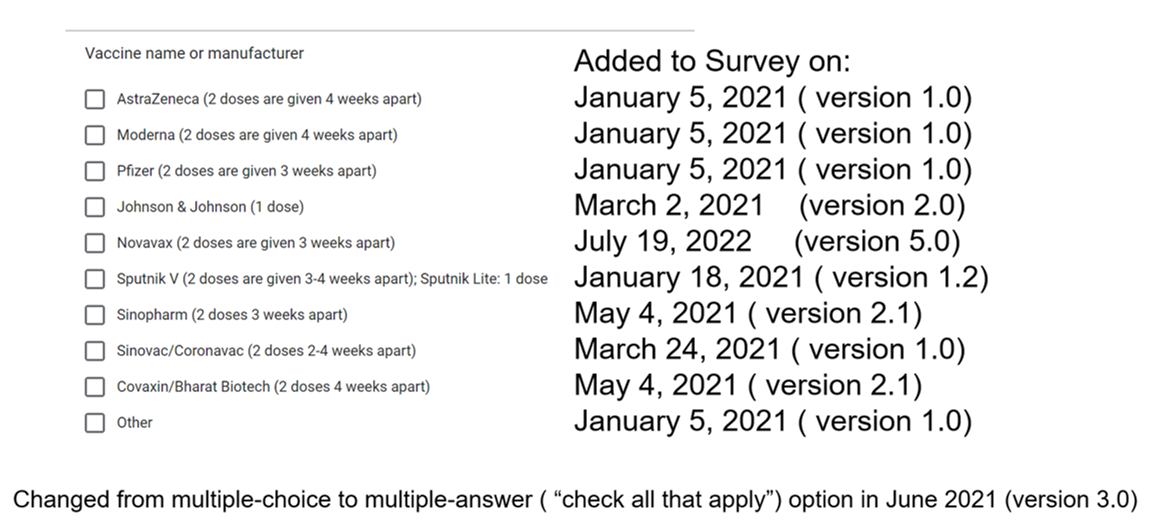 Vaccine name or manufacturer Added to Survey on:
AstraZeneca (2 doses are given 4 weeks apart) January 5, 2021 ( version 1.0)
Moderna (2 doses are given 4 weeks apart) January 5, 2021 ( version 1.0)
Pfizer (2 doses are given 3 weeks apart) January 5, 2021 ( version 1.0)
Johnson & Johnson (1 dose) March 2, 2021 (version 2.0)
Novavax (2 doses are given 3 weeks apart) July 19, 2022 (version 5.0)
Sputnik V (2 doses are given 3-4 weeks apart); Sputnik Lite: 1 dose January 18, 2021 ( version 1.2)
Sinopharm (2 doses 3 weeks apart) May 4, 2021 ( version 2.1)
Sinovac/Coronavac (2 doses 2-4 weeks apart) March 24, 2021 ( version 1.0)
Covaxin/Bharat Biotech (2 doses 4 weeks apart) May 4, 2021 ( version 2.1)
Other January 5, 2021 ( version 1.0)
Changed from multiple-choice to multiple-answer ( “check all that apply”) option in June 2021 (version 3.0)